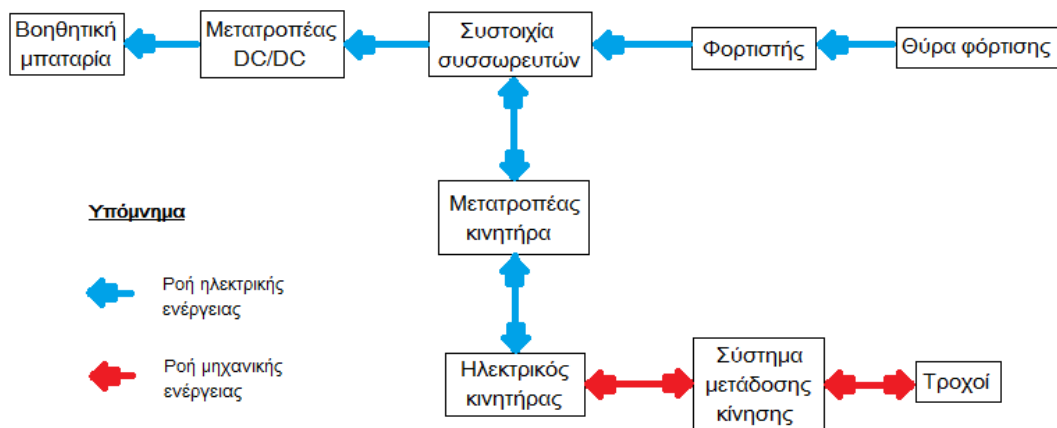 Βοηθητική
μπαταρία
Μετατροπέας
DC/DC
Συστοιχία
συσσωρευτών
Φορτιστής
Θύρα φόρτισης
Μετατροπέας
κινητήρα
Υπόμνημα
Ροή ηλεκτρικής
ενέργειας
Ροή μηχανικής
ενέργειας
Ηλεκτρικός
κινητήρας
Σύστημα
μετάδοσης
κίνησης
Τροχοί